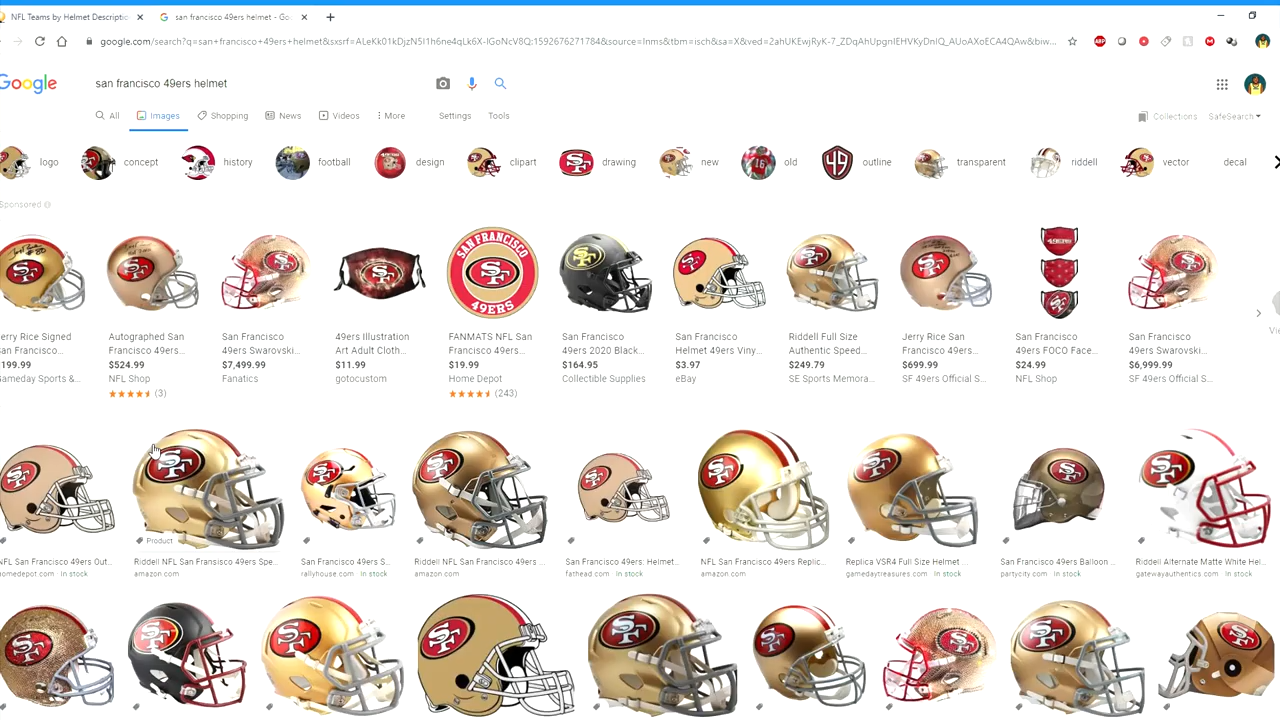 NFL Teams by Helmet Descripti
san francisco 49ers helmet - Go
google.com/search?q=san+francisco+49ers+helmet&sxsrf=ALeKk01kDjzN5I1h6ne4qLk6X-IGoNcV8Q:1592676271784&source=lnms&tbm=isch&sa=X&ved=2ahUKEwjRyK-7_ZDqAhUpgnIEHVKyDnIQ_AUoAXoECA4QAw&biw...
Google
san francisco 49ers helmet
All Images Shopping News Videos More Settings Tools
Collections SafeSearch
logo concept history football design clipart drawing new old outline transparent riddell vector decal
Sponsored
erry Rice Signed
San Francisco...
199.99
Gameday Sports &...
Autographed San
Francisco 49ers...
$524.99
NFL Shop
(3)
San Francisco
49ers Swarovski...
$7,499.99
Fanatics
49ers Illustration
Art Adult Cloth...
$11.99
gotocustom
SAN FRANCISCO
49ERS
FANMATS NFL San
Francisco 49ers...
$19.99
Home Depot
(243)
San Francisco
49ers 2020 Black...
$164.95
Collectible Supplies
San Francisco
Helmet 49ers Viny...
$3.97
eBay
Riddell Full Size
Authentic Speed...
$249.79
SE Sports Memora...
Jerry Rice San
Francisco 49ers...
$699.99
SF 49ers Official S...
San Francisco
49ers FOCO Face...
$24.99
NFL Shop
San Francisco
49ers Swarovski...
$6,999.99
SF 49ers Official S...
NFL San Francisco 49ers Out...
homedepot.com In stock
Product
Riddell NFL San Francisco 49ers Spe...
amazon.com
San Francisco 49ers S...
rallyhouse.com In stock
Riddell NFL San Francisco 49ers ...
amazon.com
San Francisco 49ers: Helmet...
fathead.com In stock
NFL San Francisco 49ers Replic...
amazon.com
Replica VSR4 Full Size Helmet ...
gamedaytreasures.com In stock
San Francisco 49ers Balloon ...
partycity.com In stock
Riddell Alternate Matte White Hel...
gatewayauthentics.com In stock